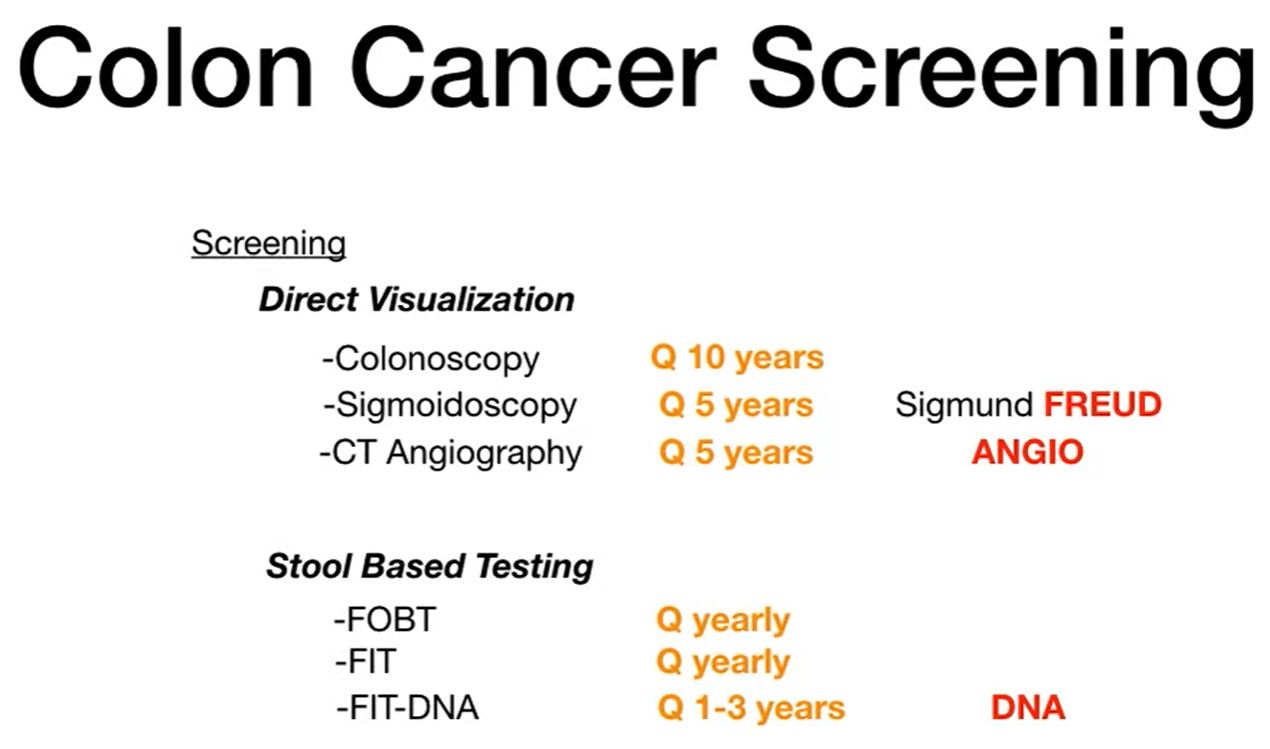 Colon Cancer Screening
Screening
Direct Visualization
-Colonoscopy Q 10 years
-Sigmoidoscopy Q 5 years Sigmund FREUD
-CT Angiography Q 5 years ANGIO
Stool Based Testing
-FOBT Q yearly
-FIT Q yearly
-FIT-DNA Q 1-3 years DNA